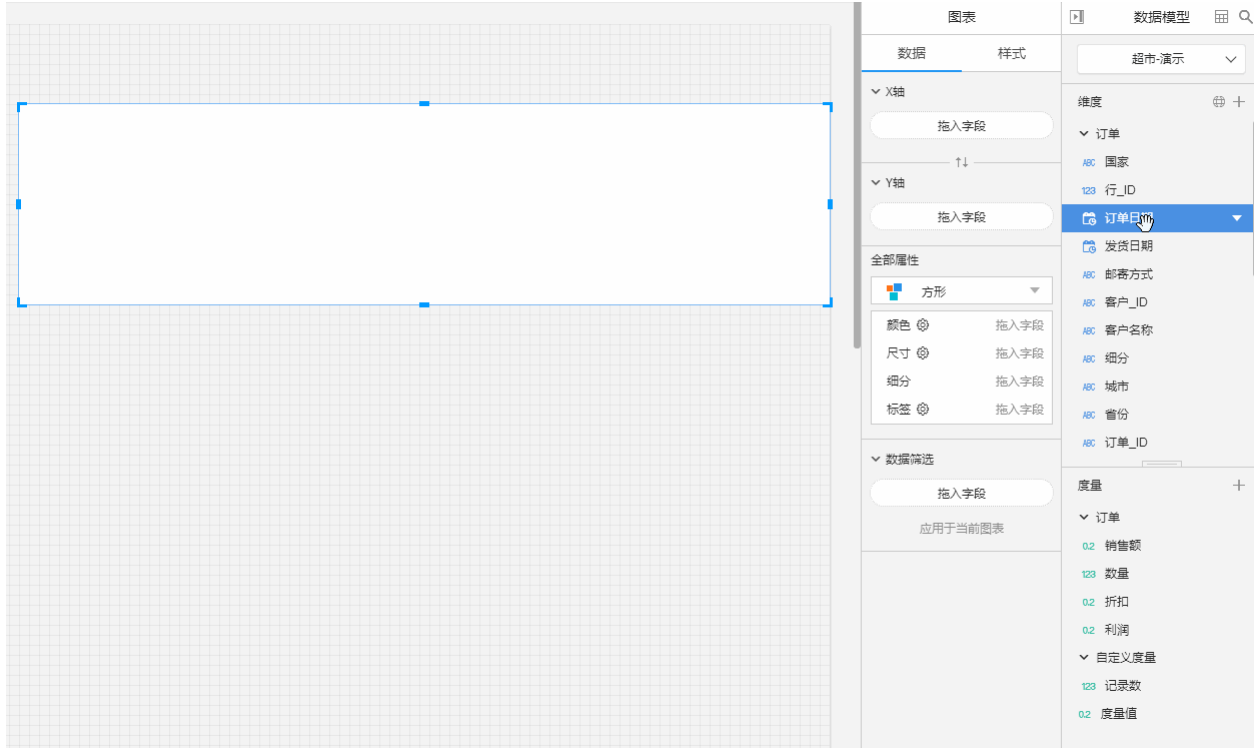 图表
数据
样式
X轴
拖入字段
Y轴
拖入字段
全部属性
方形
颜色 拖入字段
尺寸 拖入字段
细分 拖入字段
标签 拖入字段
数据筛选
拖入字段
应用于当前图表
数据模型
超市-演示
维度
订单
ABC 国家
123 行_ID
订单日期
发货日期
ABC 邮寄方式
ABC 客户_ID
ABC 客户名称
ABC 细分
ABC 城市
ABC 省份
ABC 订单_ID
度量
订单
0.2 销售额
123 数量
0.2 折扣
0.2 利润
自定义度量
123 记录数
0.2 度量值